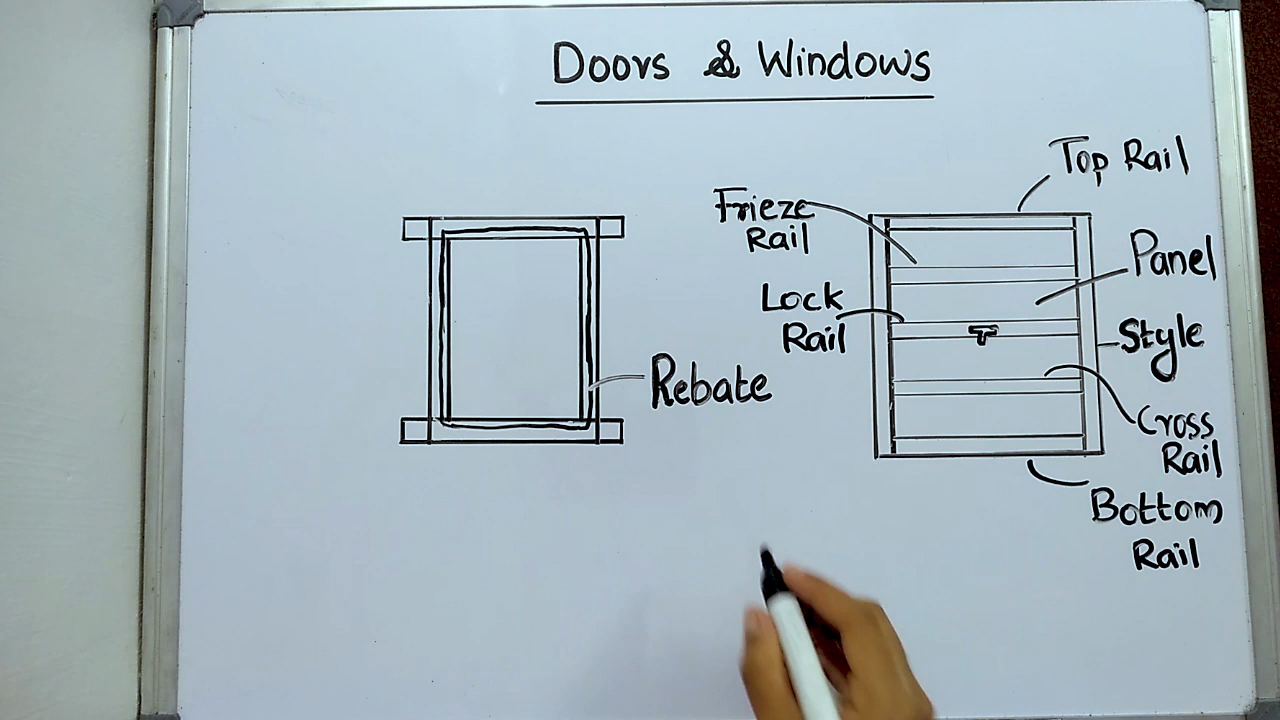 Doors & Windows
Top Rail
Frieze
Rail
Panel
Lock
Rail
Style
Rebate
Cross
Rail
Bottom
Rail